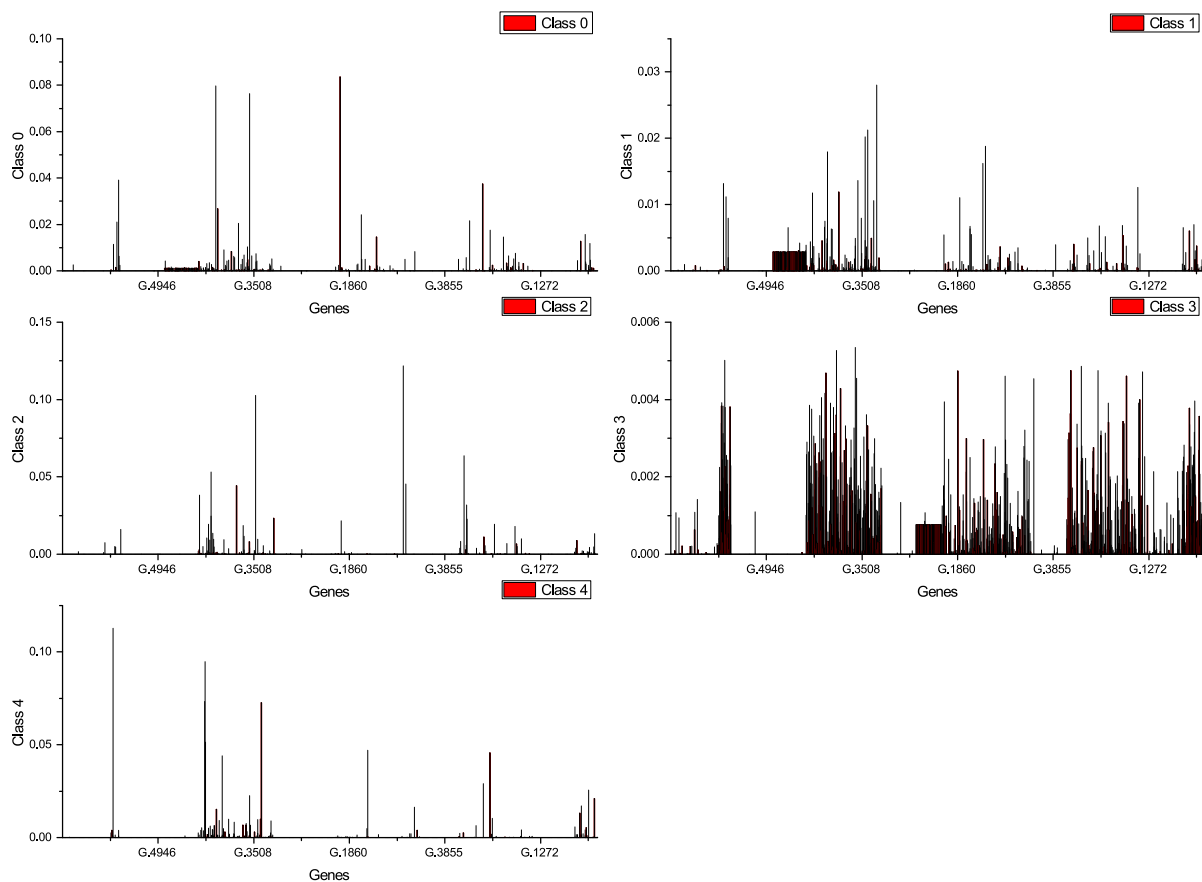 Class 0
0.10
0.08
0.06
0.04
0.02
0.00
Class 0
G.4946 G.3508 G.1860 G.3855 G.1272
Genes
Class 1
0.03
0.02
0.01
0.00
Class 1
G.4946 G.3508 G.1860 G.3855 G.1272
Genes
Class 2
0.15
0.10
0.05
0.00
Class 2
G.4946 G.3508 G.1860 G.3855 G.1272
Genes
Class 3
0.006
0.004
0.002
0.000
Class 3
G.4946 G.3508 G.1860 G.3855 G.1272
Genes
Class 4
0.10
0.05
0.00
Class 4
G.4946 G.3508 G.1860 G.3855 G.1272
Genes